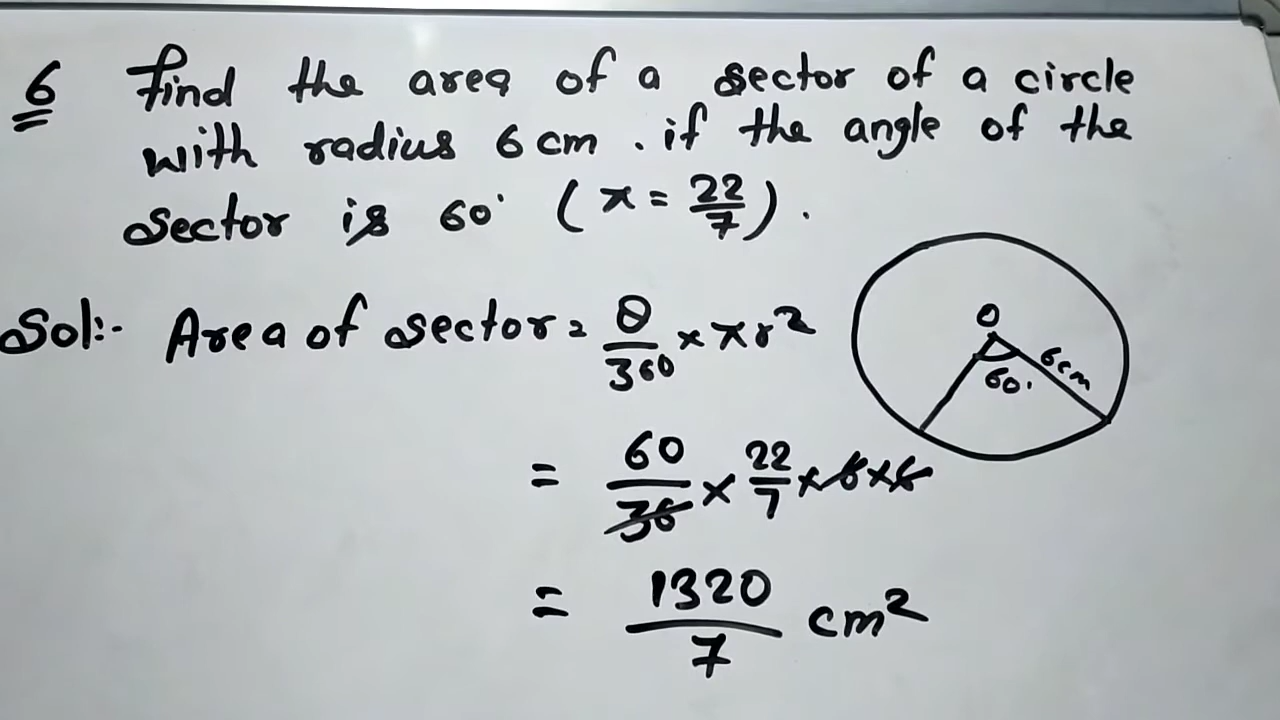 6 Find the area of a sector of a circle
with radius 6 cm . if the angle of the
sector is 60° ( π = 22/7 ) .
Sol:- Area of sector = θ/360 × πr²
= 60/36 × 22/7 × 6 × 6
= 1320/7 cm²
O
60°
6cm